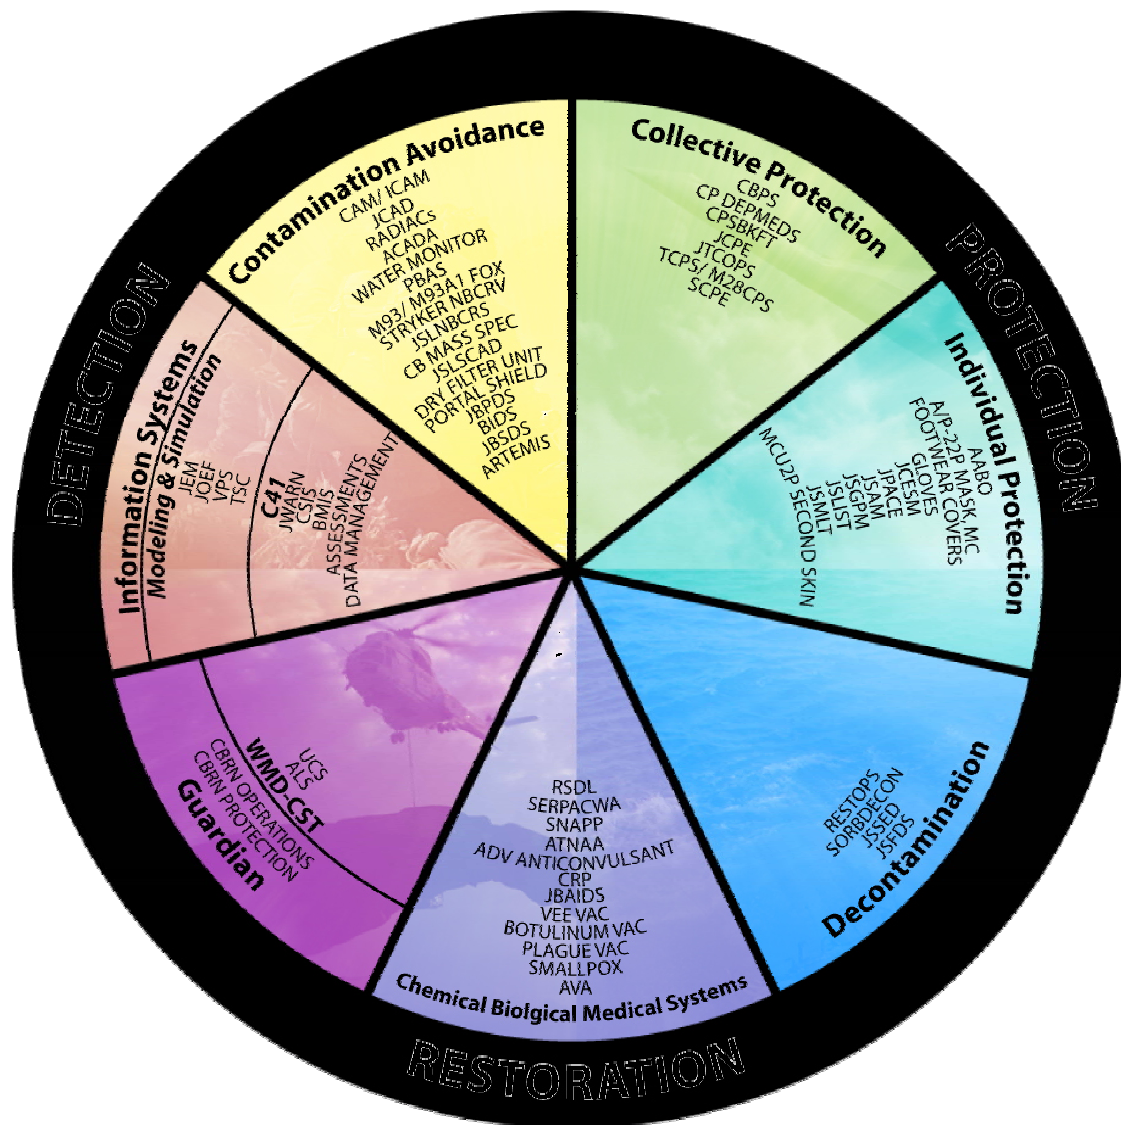 DETECTION
PROTECTION
RESTORATION
Contamination Avoidance
CAM/ ICAM
JCAD
RADIACs
ACADA
WATER MONITOR
PBAS
M93/ M93A1 FOX
STRYKER NBCRV
JSLNBCRS
CB MASS SPEC
JSLSCAD
DRY FILTER UNIT
PORTAL SHIELD
JBPDS
BIDS
JBSDS
ARTEMIS
Collective Protection
CBPS
CP DEPMEDS
CPSBKFT
JCPE
JTCOPS
TCPS/ M28CPS
SCPE
Individual Protection
AABO
A/P-22P MASK, MC
FOOTWEAR COVERS
GLOVES
JCESM
JPACE
JSAM
JSGPM
JSLIST
JSMLT
MCU2P SECOND SKIN
Decontamination
RESTOPS
SORBDECON
JSSED
JSFDS
Chemical Biolgical Medical Systems
RSDL
SERPACWA
SNAPP
ATNAA
ADV ANTICONVULSANT
CRP
JBAIDS
VEE VAC
BOTULINUM VAC
PLAGUE VAC
SMALLPOX
AVA
Guardian
CBRN PROTECTION
CBRN OPERATIONS
WMD-CST
ALS
UCS
Information Systems
Modeling & Simulation
JEM
JOEF
VPS
TSC
C41
JWARN
CSIS
BMIS
ASSESSMENTS
DATA MANAGEMENT